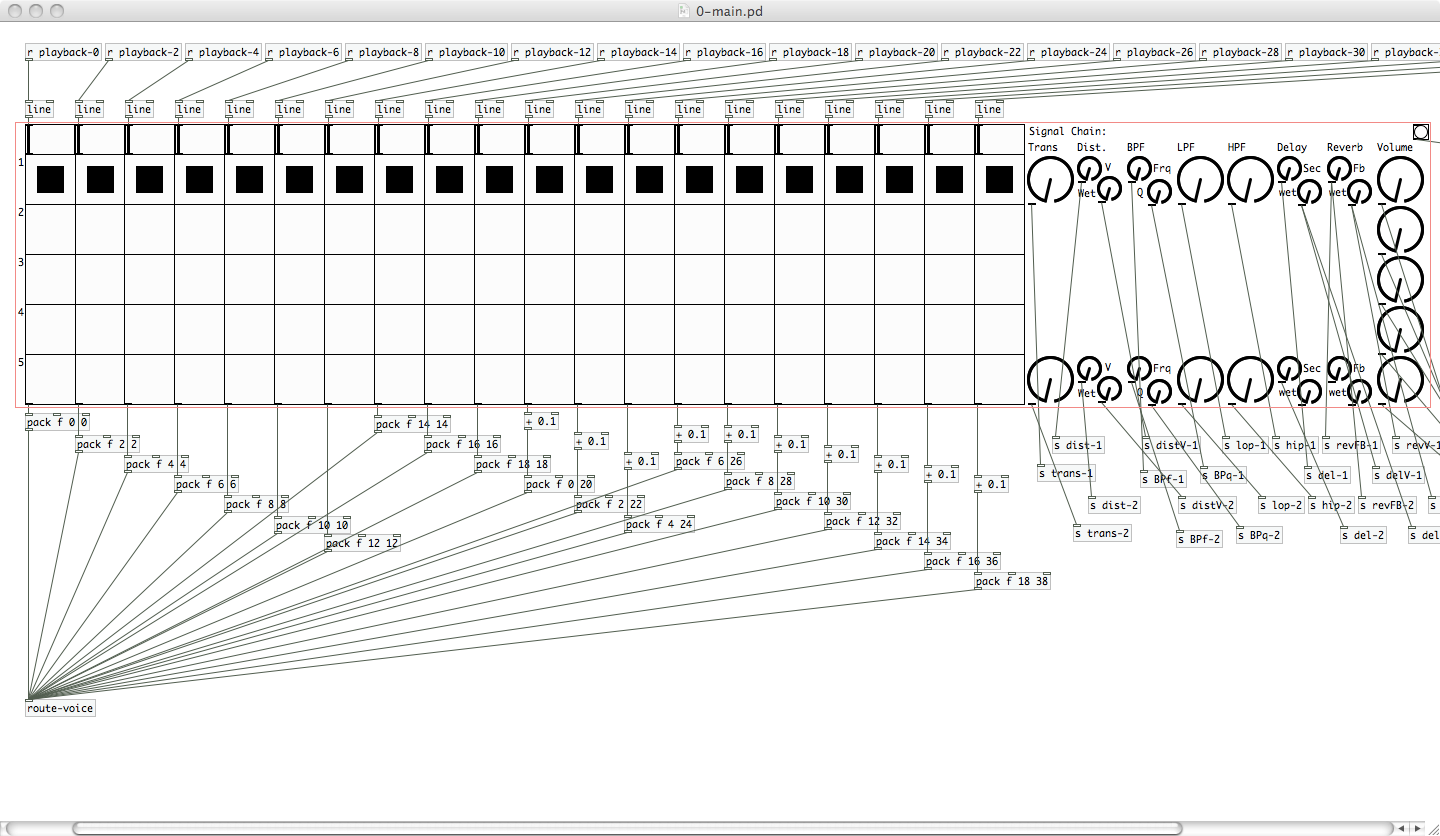 0-main.pd
r playback-0 r playback-2 r playback-4 r playback-6 r playback-8 r playback-10 r playback-12 r playback-14 r playback-16 r playback-18 r playback-20 r playback-22 r playback-24 r playback-26 r playback-28 r playback-30 r playback-
line line line line line line line line line line line line line line line line line line line line
Signal Chain:
Trans Dist. BPF LPF HPF Delay Reverb Volume
1 V Frq Sec Fb
Wet Q wet wet
2
3
4
5 V Frq Sec Fb
Wet Q wet wet
pack f 0 0 pack f 14 14 + 0.1
pack f 2 2 pack f 16 16 + 0.1 + 0.1 + 0.1 + 0.1 s dist-1 s distV-1 s lop-1 s hip-1 s revFB-1 s revV-1
pack f 4 4 pack f 18 18 + 0.1 pack f 6 26 + 0.1 + 0.1
pack f 6 6 pack f 0 20 pack f 8 28 + 0.1 + 0.1 s trans-1 s BPf-1 s BPq-1 s del-1 s delV-1
pack f 8 8 pack f 2 22 pack f 10 30 s dist-2 s distV-2 s lop-2 s hip-2 s revFB-2 s
pack f 10 10 pack f 4 24 pack f 12 32
pack f 12 12 pack f 14 34 s trans-2 s BPf-2 s BPq-2 s del-2 s del
pack f 16 36
pack f 18 38
route-voice